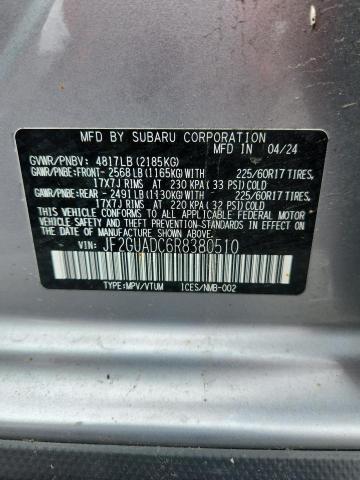 MFD BY SUBARU CORPORATION
MFD IN 04/24
GVWR/PNBV: 4817LB (2185KG)
GAWR/PNBE:FRONT- 2568 LB (1165KG) WITH 225/60R17 TIRES
17X7J RIMS AT 230 KPA ( 33 PSI) COLD
GAWR/PNBE:REAR - 2491 LB (1130KG) WITH 225/60R17 TIRES
17X7J RIMS AT 220 KPA ( 32 PSI) COLD
THIS VEHICLE CONFORMS TO ALL APPLICABLE FEDERAL MOTOR
VEHICLE SAFETY AND THEFT PREVENTION STANDARDS IN
EFFECT ON THE DATE OF MANUFACTURE SHOWN ABOVE.
VIN: JF2GUADC6R8380510
TYPE:MPV/VTUM ICES/NMB-002